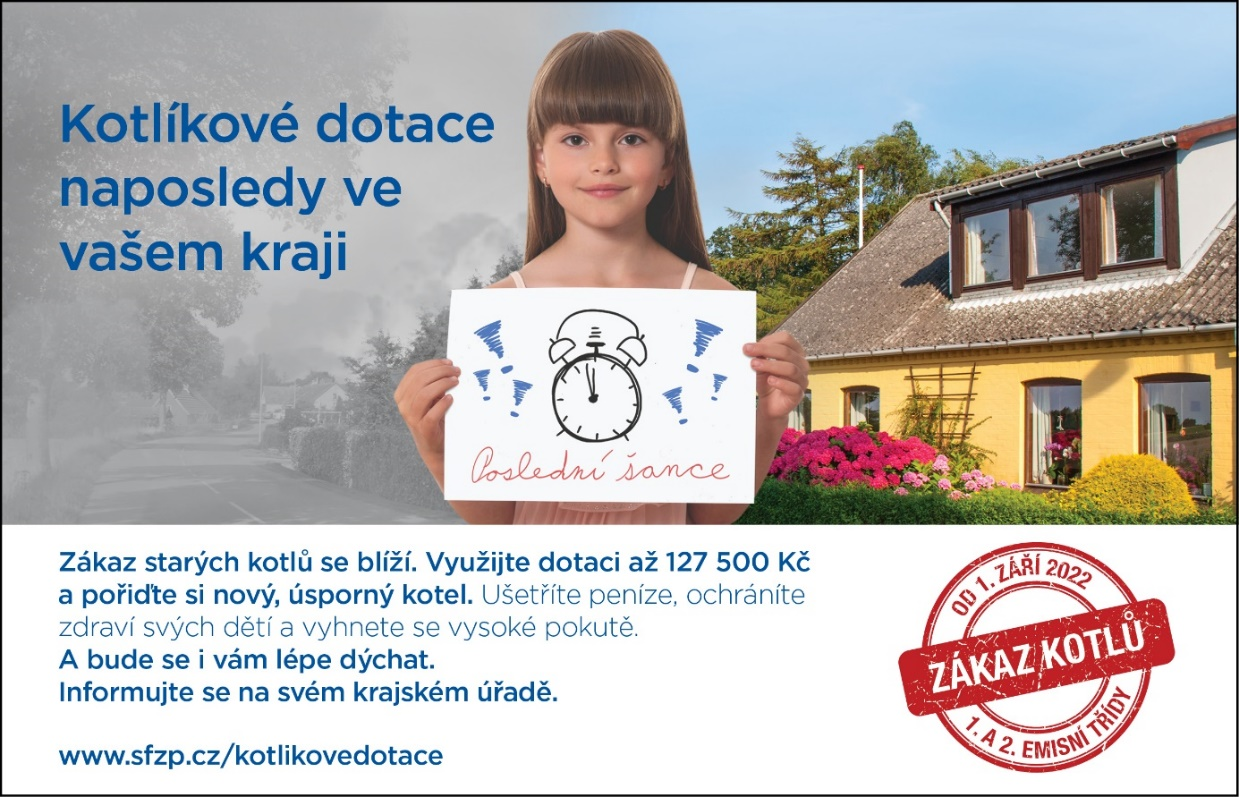 Kotlíkové dotace
naposledy ve
vašem kraji
Poslední šance
Zákaz starých kotlů se blíží. Využijte dotaci až 127 500 Kč
a pořiďte si nový, úsporný kotel. Ušetříte peníze, ochráníte
zdraví svých dětí a vyhnete se vysoké pokutě.
A bude se i vám lépe dýchat.
Informujte se na svém krajském úřadě.
www.sfzp.cz/kotlikovedotace
OD 1. ZÁŘÍ 2022
ZÁKAZ KOTLŮ
1. A 2. EMISNÍ TŘÍDY